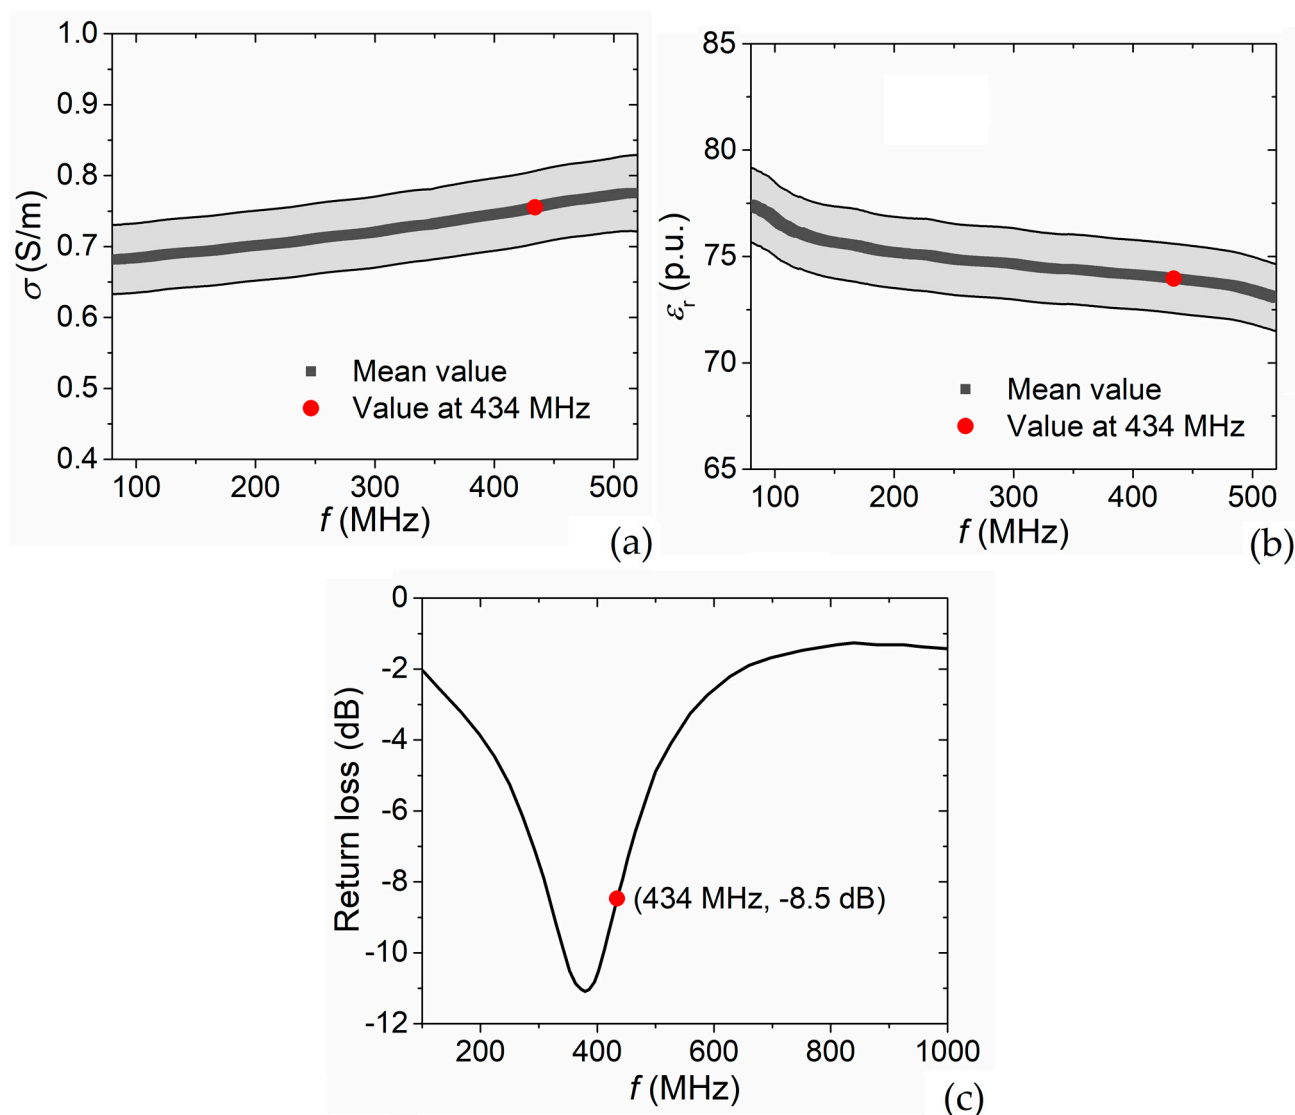 1.0
0.9
0.8
0.7
0.6
0.5
0.4
σ (S/m)
Mean value
Value at 434 MHz
100 200 300 400 500
f (MHz)
(a)
85
80
75
70
65
εr (p.u.)
Mean value
Value at 434 MHz
100 200 300 400 500
f (MHz)
(b)
0
-2
-4
-6
-8
-10
-12
Return loss (dB)
(434 MHz, -8.5 dB)
200 400 600 800 1000
f (MHz)
(c)